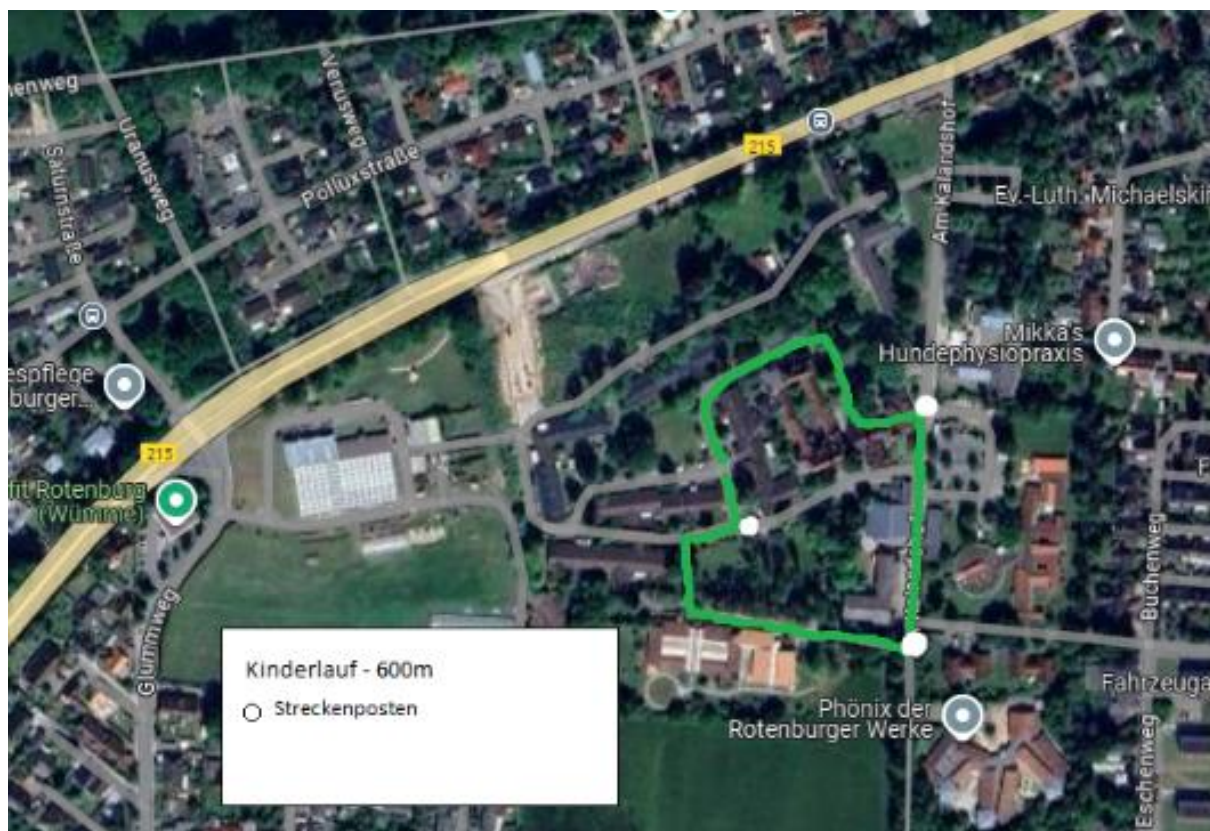 Uranusweg
Venusweg
Saturnstraße
Polluxstraße
215
Am Kalandshof
Ev.-Luth. Michaelskir
Mikka's
Hundephysiopraxis
espflege
burger...
215
fit Rotenburg
(Wümme)
Glummweg
Buchenweg
Kinderlauf - 600m
Streckenposten
Phönix der
Rotenburger Werke
Fahrzeuga
Eschenweg